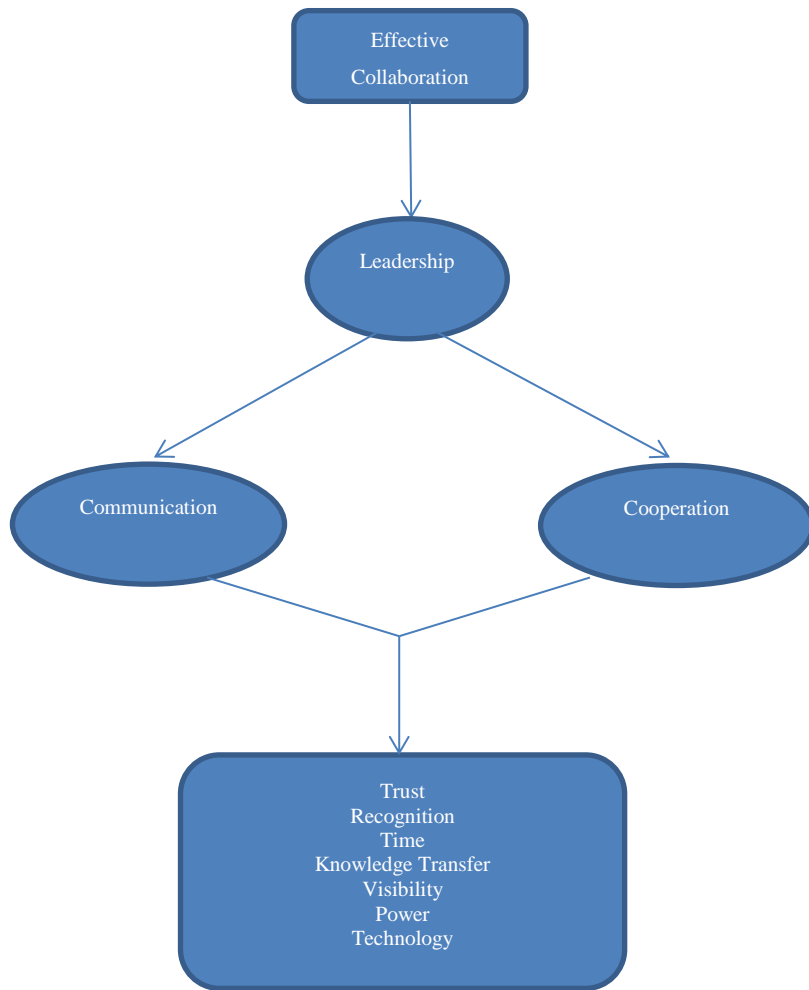 Effective
Collaboration
Leadership
Communication
Cooperation
Trust
Recognition
Time
Knowledge Transfer
Visibility
Power
Technology